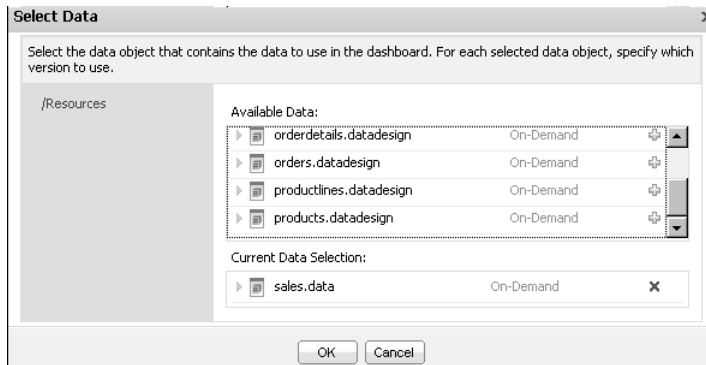 Select Data
Select the data object that contains the data to use in the dashboard. For each selected data object, specify which
version to use.
/Resources
Available Data:
orderdetails.datadesign On-Demand
orders.datadesign On-Demand
productlines.datadesign On-Demand
products.datadesign On-Demand
Current Data Selection:
sales.data On-Demand
OK Cancel